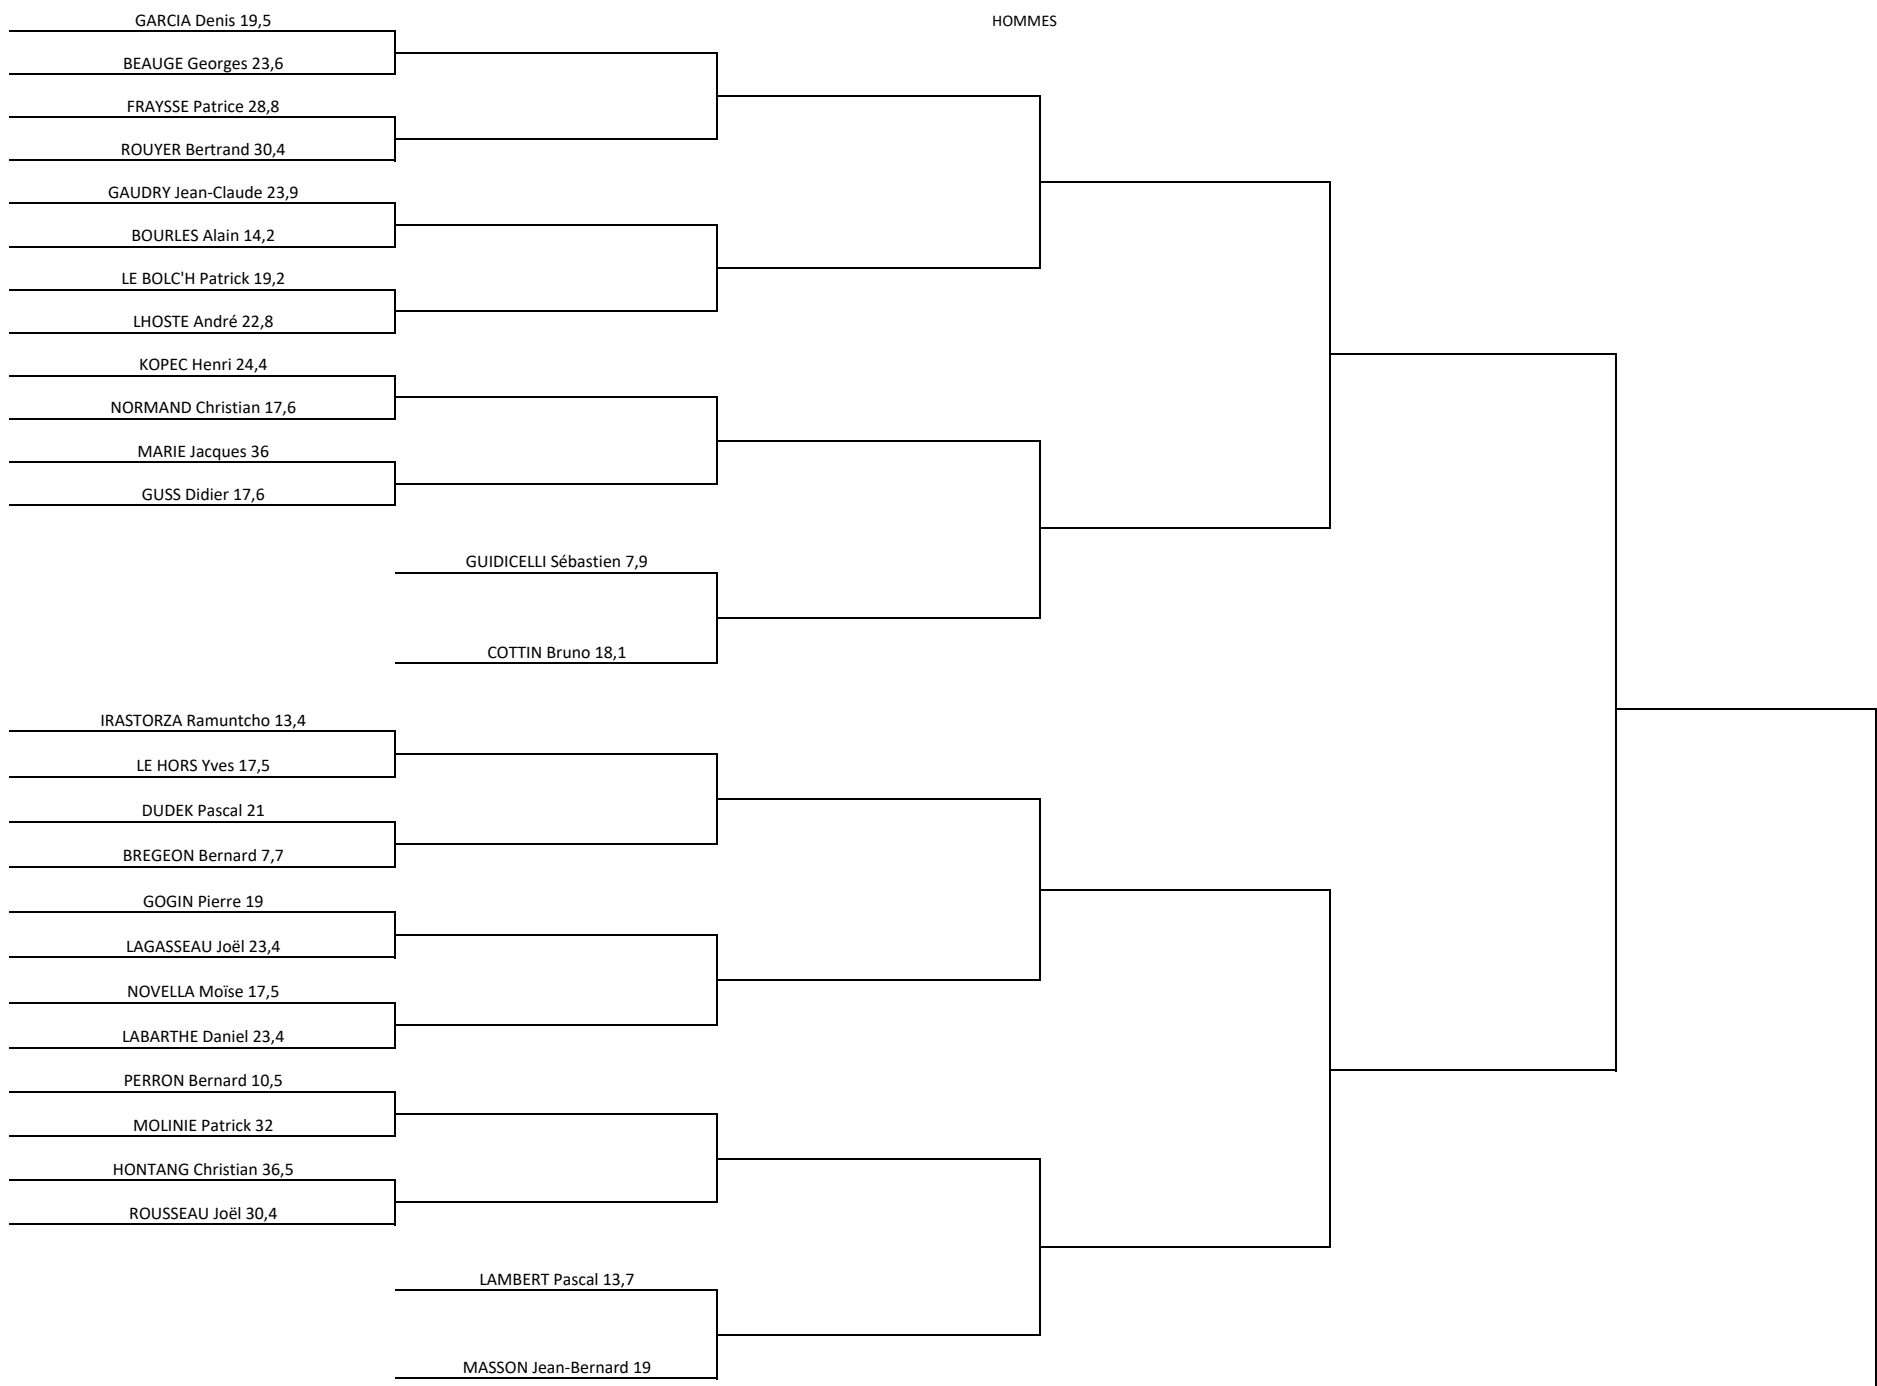 GARCIA Denis 19,5
HOMMES
BEAUGE Georges 23,6
FRAYSSE Patrice 28,8
ROUYER Bertrand 30,4
GAUDRY Jean-Claude 23,9
BOURLES Alain 14,2
LE BOLC'H Patrick 19,2
LHOSTE André 22,8
KOPEC Henri 24,4
NORMAND Christian 17,6
MARIE Jacques 36
GUSS Didier 17,6
GUIDICELLI Sébastien 7,9
COTTIN Bruno 18,1
IRASTORZA Ramuntcho 13,4
LE HORS Yves 17,5
DUDEK Pascal 21
BREGEON Bernard 7,7
GOGIN Pierre 19
LAGASSEAU Joël 23,4
NOVELLA Moïse 17,5
LABARTHE Daniel 23,4
PERRON Bernard 10,5
MOLINIE Patrick 32
HONTANG Christian 36,5
ROUSSEAU Joël 30,4
LAMBERT Pascal 13,7
MASSON Jean-Bernard 19